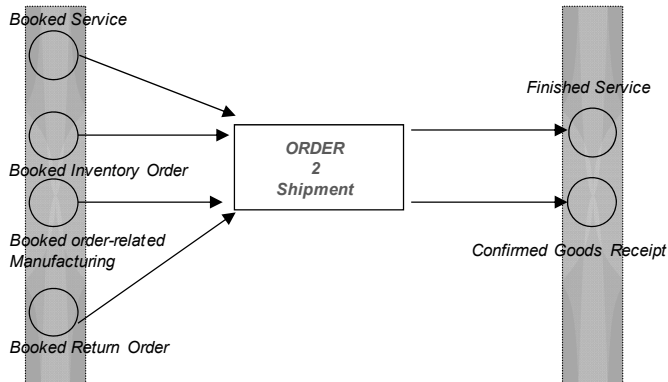 Booked Service
Finished Service
Booked Inventory Order
ORDER
2
Shipment
Booked order-related
Manufacturing
Confirmed Goods Receipt
Booked Return Order